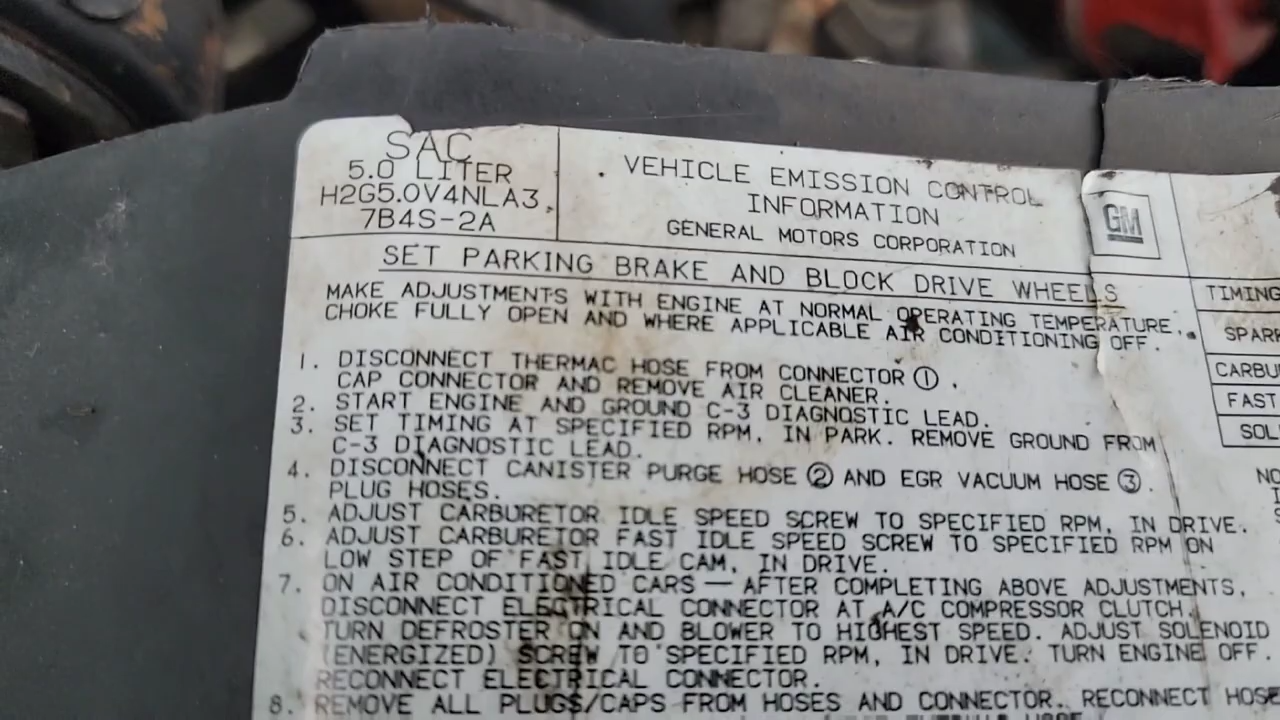 SAC
5.0 LITER
H2G5.0V4NLA3
7B4S-2A
VEHICLE EMISSION CONTROL
INFORMATION
GENERAL MOTORS CORPORATION
GM
SET PARKING BRAKE AND BLOCK DRIVE WHEELS
MAKE ADJUSTMENTS WITH ENGINE AT NORMAL OPERATING TEMPERATURE,
CHOKE FULLY OPEN AND WHERE APPLICABLE AIR CONDITIONING OFF.
1. DISCONNECT THERMAC HOSE FROM CONNECTOR ①.
CAP CONNECTOR AND REMOVE AIR CLEANER.
2. START ENGINE AND GROUND C-3 DIAGNOSTIC LEAD.
3. SET TIMING AT SPECIFIED RPM, IN PARK. REMOVE GROUND FROM
C-3 DIAGNOSTIC LEAD.
4. DISCONNECT CANISTER PURGE HOSE ② AND EGR VACUUM HOSE ③.
PLUG HOSES.
5. ADJUST CARBURETOR IDLE SPEED SCREW TO SPECIFIED RPM, IN DRIVE.
6. ADJUST CARBURETOR FAST IDLE SPEED SCREW TO SPECIFIED RPM ON
LOW STEP OF FAST IDLE CAM, IN DRIVE.
7. ON AIR CONDITIONED CARS — AFTER COMPLETING ABOVE ADJUSTMENTS,
DISCONNECT ELECTRICAL CONNECTOR AT A/C COMPRESSOR CLUTCH.
TURN DEFROSTER ON AND BLOWER TO HIGHEST SPEED. ADJUST SOLENOID
(ENERGIZED) SCREW TO SPECIFIED RPM, IN DRIVE. TURN ENGINE OFF.
RECONNECT ELECTRICAL CONNECTOR.
8. REMOVE ALL PLUGS/CAPS FROM HOSES AND CONNECTOR. RECONNECT HOSE
TIMING
SPARK
CARBU
FAST
SOL
NO